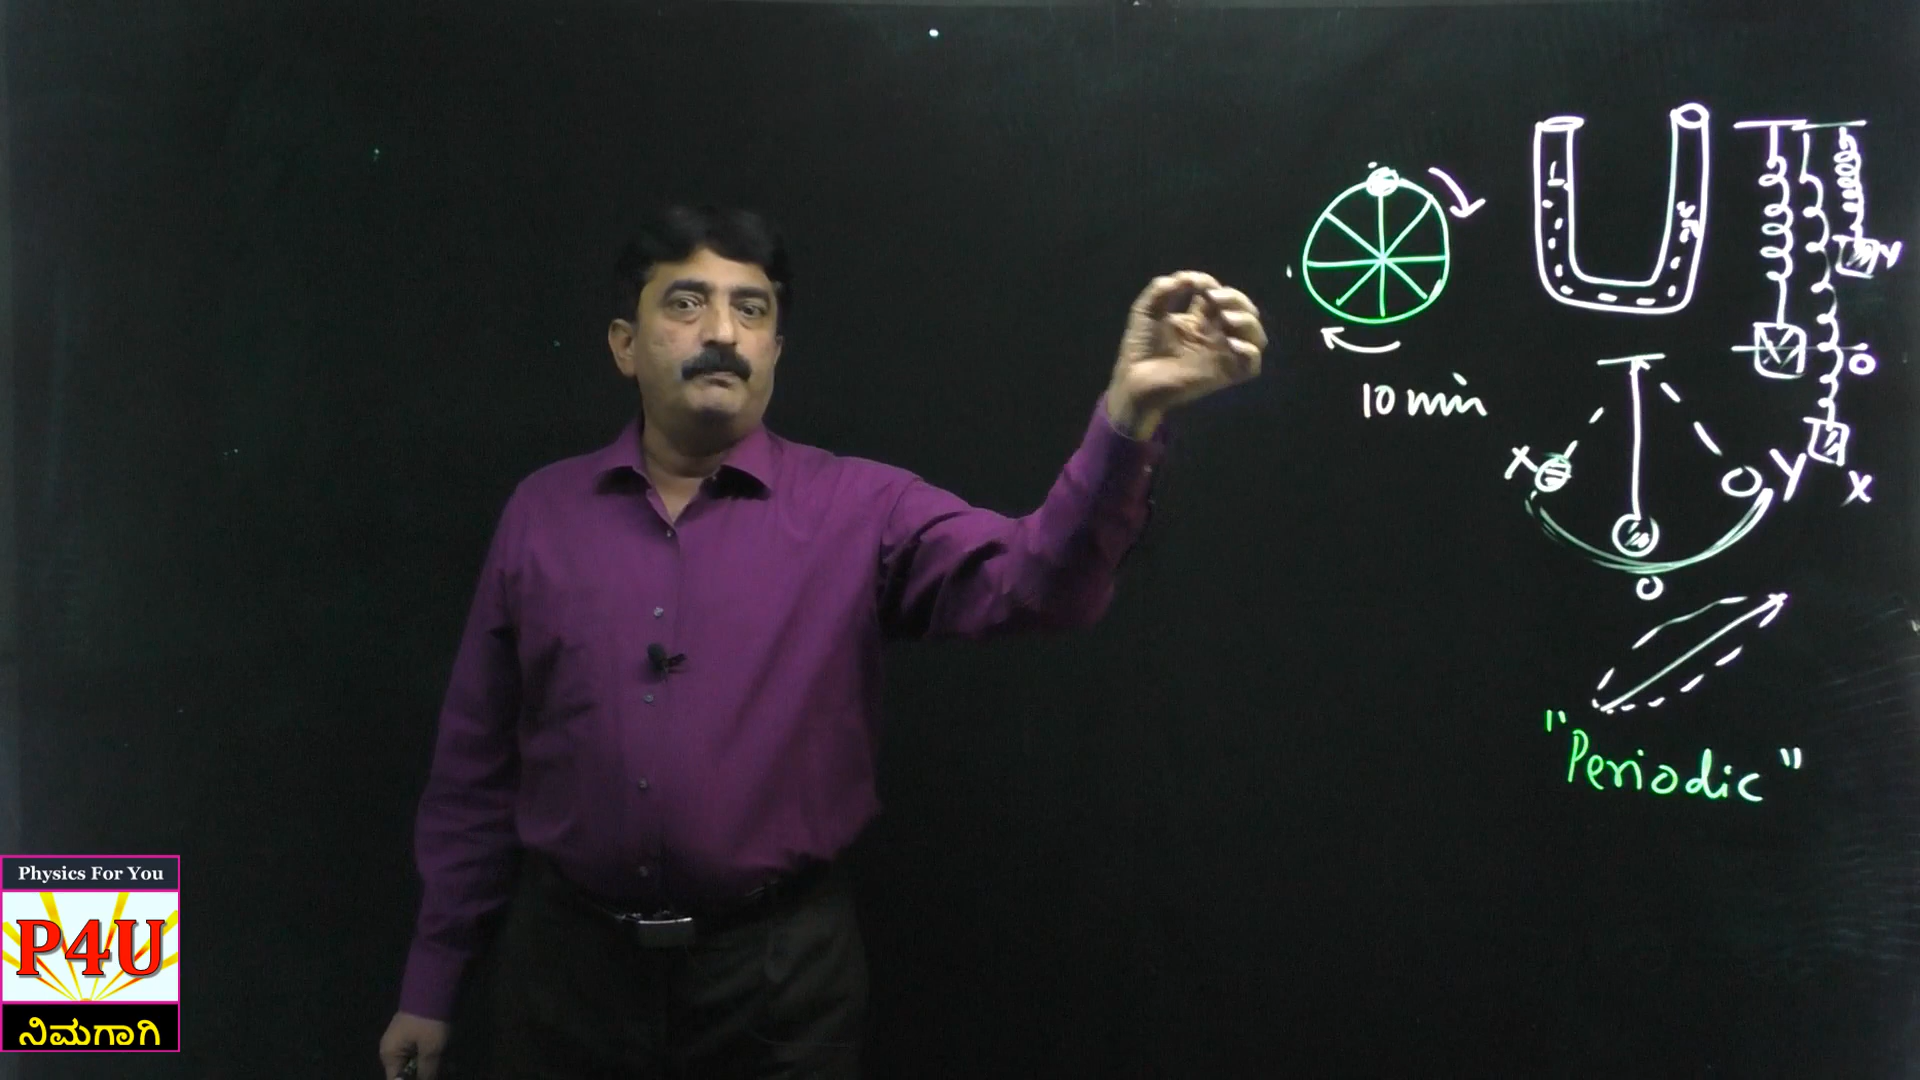 10 min
Y
O
X
X
Y
O
"Periodic"
Physics For You
P4U
ನಿಮಗಾಗಿ